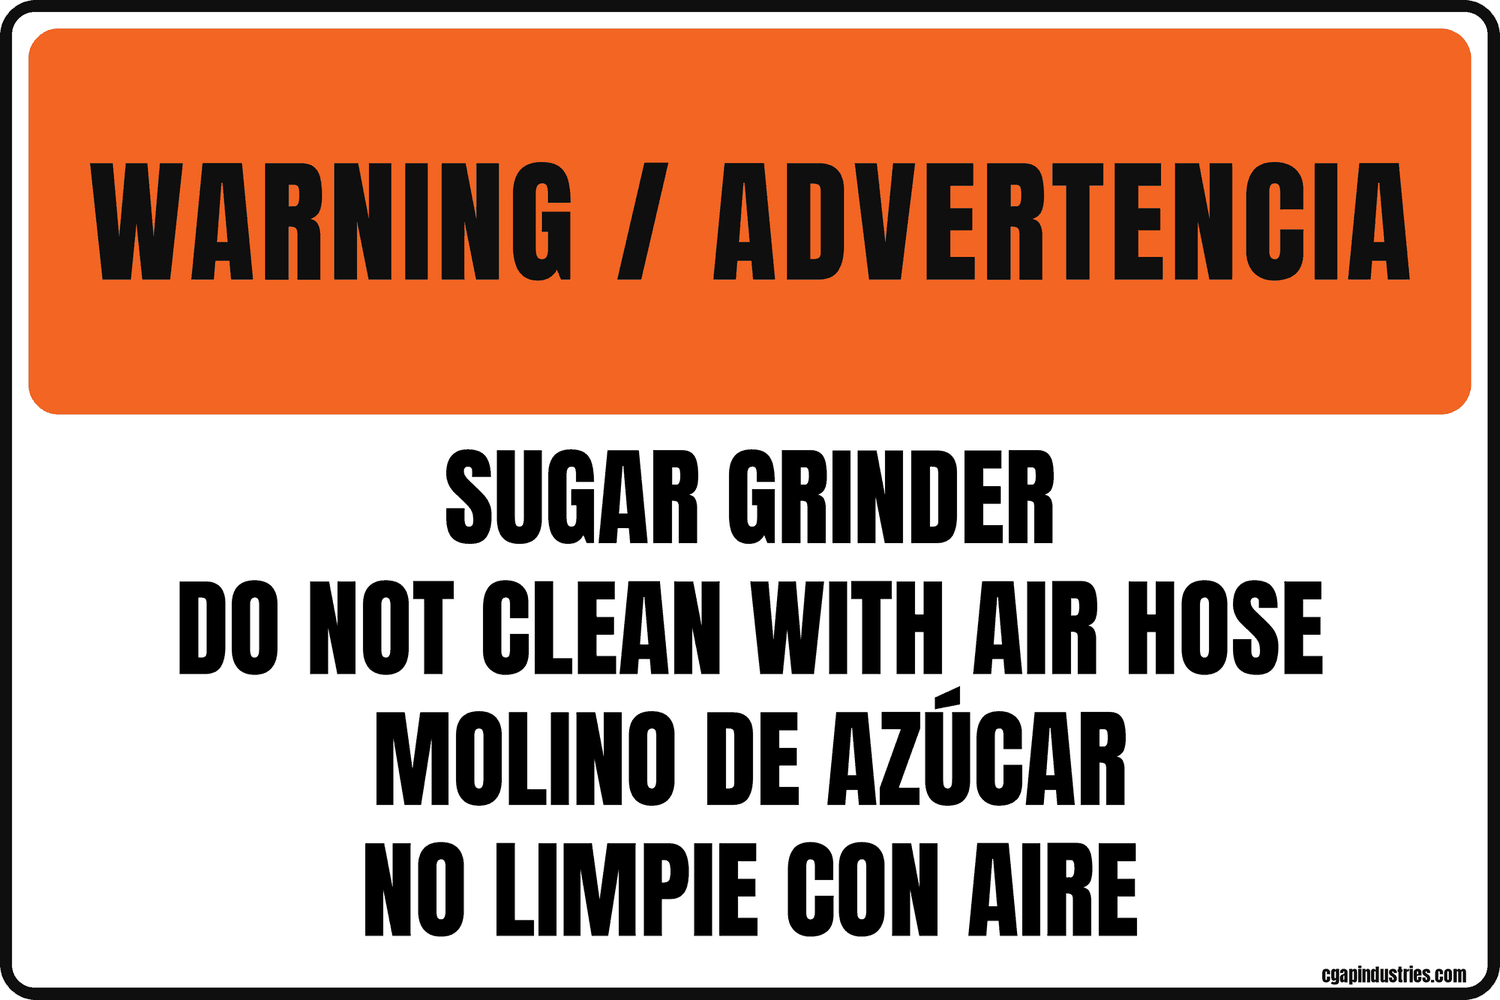 WARNING / ADVERTENCIA
SUGAR GRINDER
DO NOT CLEAN WITH AIR HOSE
MOLINO DE AZÚCAR
NO LIMPIE CON AIRE
cgapindustries.com